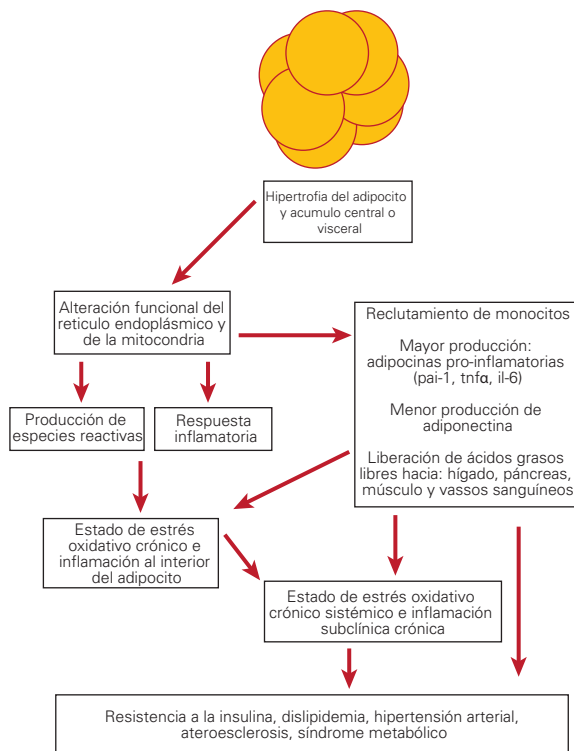 Hipertrofia del adipocito
y acumulo central o
visceral
Alteración funcional del
reticulo endoplásmico y
de la mitocondria
Reclutamiento de monocitos
Mayor producción:
adipocinas pro-inflamatorias
(pai-1, tnfα, il-6)
Menor producción de
adiponectina
Liberación de ácidos grasos
libres hacia: hígado, páncreas,
músculo y vassos sanguíneos
Producción de
especies reactivas
Respuesta
inflamatoria
Estado de estrés
oxidativo crónico e
inflamación al interior
del adipocito
Estado de estrés oxidativo
crónico sistémico e inflamación
subclínica crónica
Resistencia a la insulina, dislipidemia, hipertensión arterial,
ateroesclerosis, síndrome metabólico